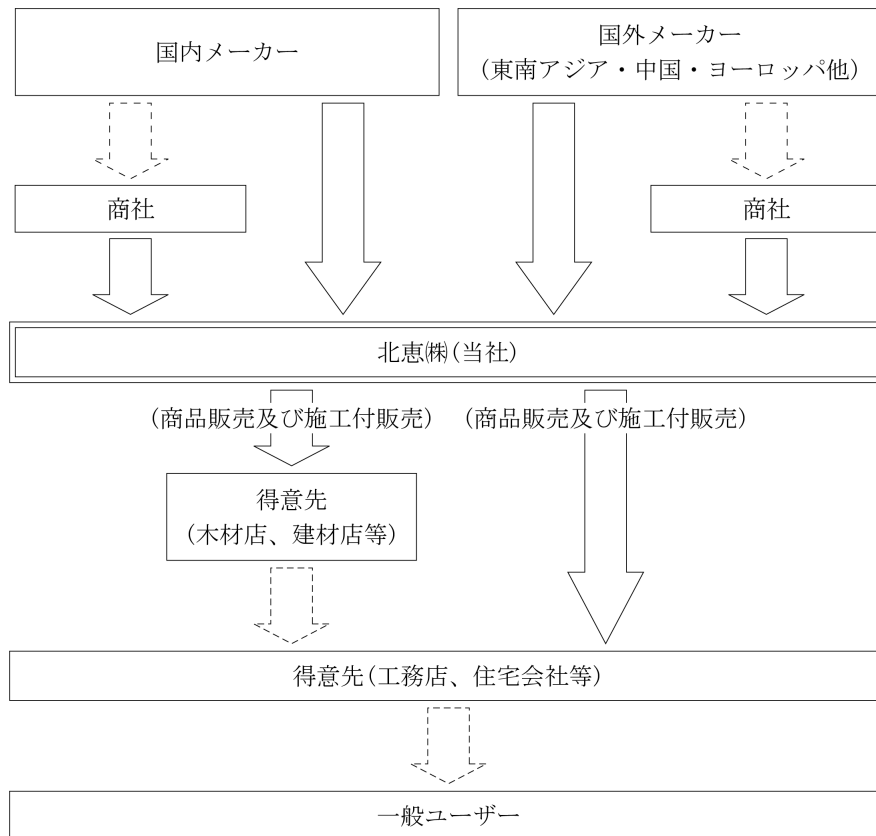 国内メーカー
国外メーカー
(東南アジア・中国・ヨーロッパ他)
商社
商社
北恵㈱(当社)
(商品販売及び施工付販売)
(商品販売及び施工付販売)
得意先
(木材店、建材店等)
得意先(工務店、住宅会社等)
一般ユーザー